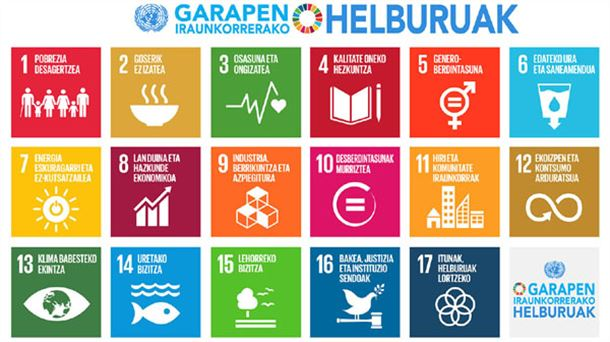 GARAPEN
IRAUNKORRERAKO
HELBURUAK
1 POBREZIA
DESAGERTZEA
2 GOSERIK
EZ IZATEA
3 OSASUNA ETA
ONGIZATEA
4 KALITATE ONEKO
HEZKUNTZA
5 GENERO-
BERDINTASUNA
6 EDATEKO URA
ETA SANEAMENDUA
7 ENERGIA
ESKURAGARRI ETA
EZ-KUTSATZAILEA
8 LAN DUINA ETA
HAZKUNDE
EKONOMIKOA
9 INDUSTRIA,
BERRIKUNTZA ETA
AZPIEGITURA
10 DESBERDINTASUNAK
MURRIZTEA
11 HIRI ETA
KOMUNITATE
IRAUNKORRAK
12 EKOIZPEN ETA
KONTSUMO
ARDURATSUA
13 KLIMA BABESTEKO
EKINTZA
14 URETAKO
BIZITZA
15 LEHORREKO
BIZITZA
16 BAKEA, JUSTIZIA
ETA INSTITUZIO
SENDOAK
17 ITUNAK,
HELBURUAK
LORTZEKO
GARAPEN
IRAUNKORRERAKO
HELBURUAK